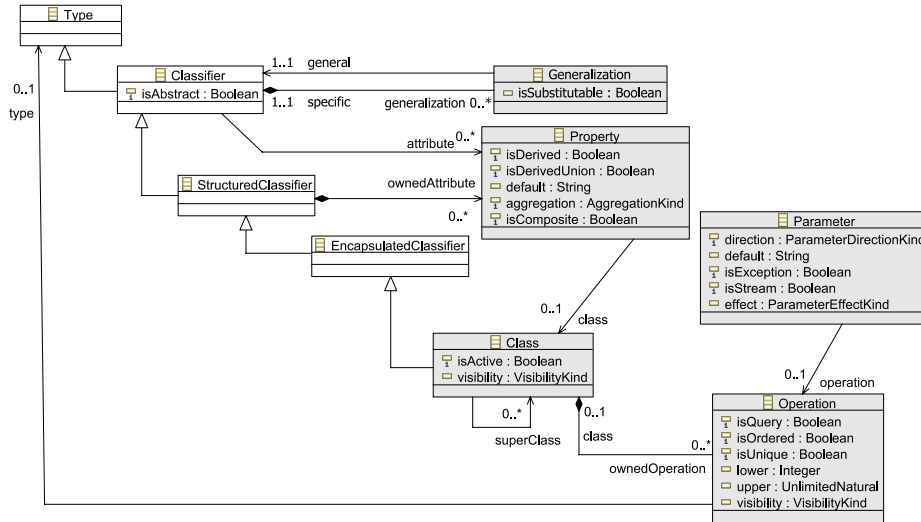 Type
0..1
type
Classifier
isAbstract : Boolean
1..1 general
1..1 specific
generalization 0..*
Generalization
isSubstitutable : Boolean
attribute
0..*
Property
isDerived : Boolean
isDerivedUnion : Boolean
default : String
aggregation : AggregationKind
isComposite : Boolean
StructuredClassifier
ownedAttribute
0..*
EncapsulatedClassifier
Parameter
direction : ParameterDirectionKind
default : String
isException : Boolean
isStream : Boolean
effect : ParameterEffectKind
0..1
class
Class
isActive : Boolean
visibility : VisibilityKind
0..*
superClass
0..1
class
0..1
operation
0..*
ownedOperation
Operation
isQuery : Boolean
isOrdered : Boolean
isUnique : Boolean
lower : Integer
upper : UnlimitedNatural
visibility : VisibilityKind